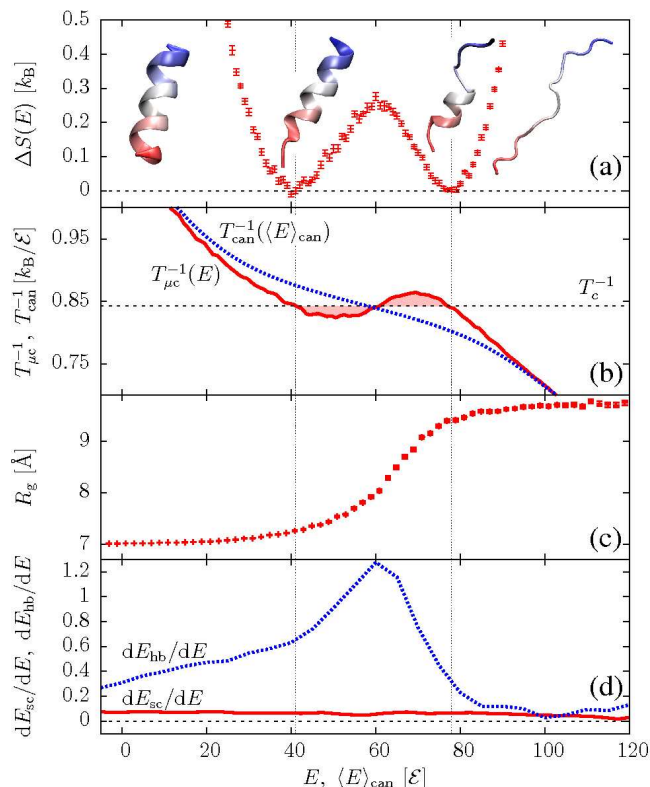 ΔS(E) [k_B]
0.5
0.4
0.3
0.2
0.1
0
(a)
T_μc^{-1}, T_can^{-1} [k_B/ℰ]
0.95
0.85
0.75
T_can^{-1}(⟨E⟩_can)
T_μc^{-1}(E)
T_c^{-1}
(b)
R_g [Å]
9
8
7
(c)
dE_sc/dE, dE_hb/dE
1.2
1
0.8
0.6
0.4
0.2
0
dE_hb/dE
dE_sc/dE
(d)
0 20 40 60 80 100 120
E, ⟨E⟩_can [ℰ]